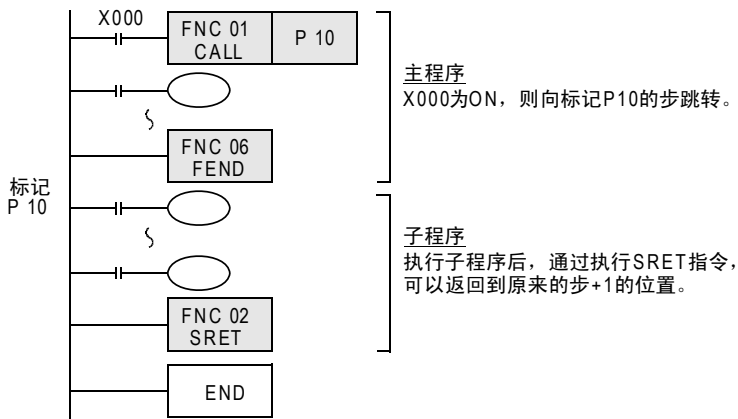 X000
FNC 01
CALL
P 10
主程序
X000为ON，则向标记P10的步跳转。
FNC 06
FEND
标记
P 10
子程序
执行子程序后，通过执行SRET指令，
可以返回到原来的步+1的位置。
FNC 02
SRET
END